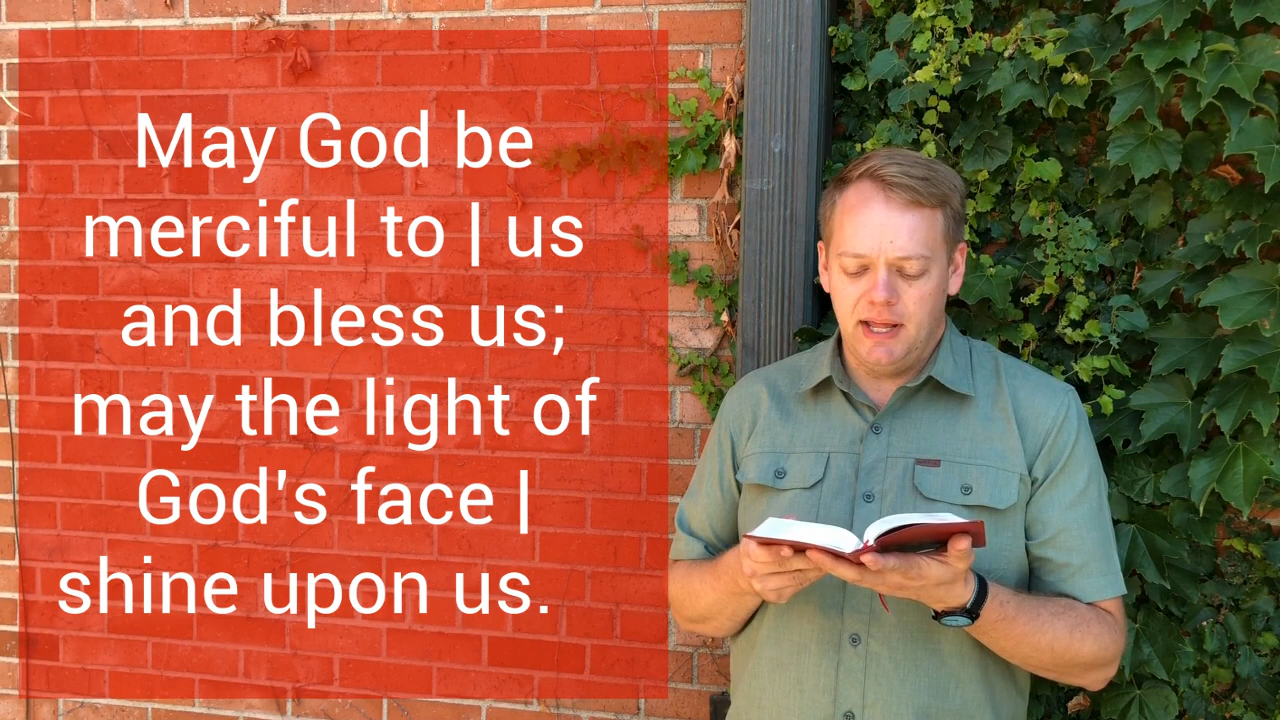 May God be
merciful to | us
and bless us;
may the light of
God's face |
shine upon us.